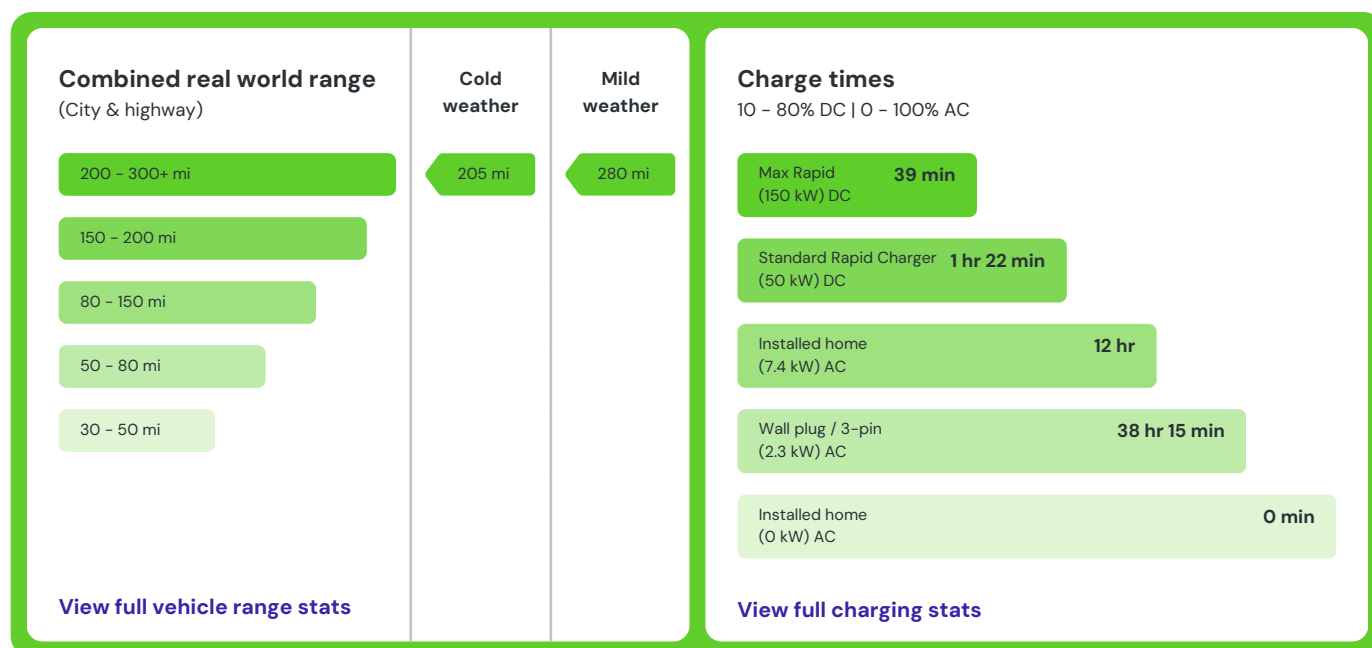 Combined real world range
(City & highway)
Cold
weather
Mild
weather
200 - 300+ mi
205 mi
280 mi
150 - 200 mi
80 - 150 mi
50 - 80 mi
30 - 50 mi
View full vehicle range stats
Charge times
10 - 80% DC | 0 - 100% AC
Max Rapid
(150 kW) DC
39 min
Standard Rapid Charger
(50 kW) DC
1 hr 22 min
Installed home
(7.4 kW) AC
12 hr
Wall plug / 3-pin
(2.3 kW) AC
38 hr 15 min
Installed home
(0 kW) AC
0 min
View full charging stats